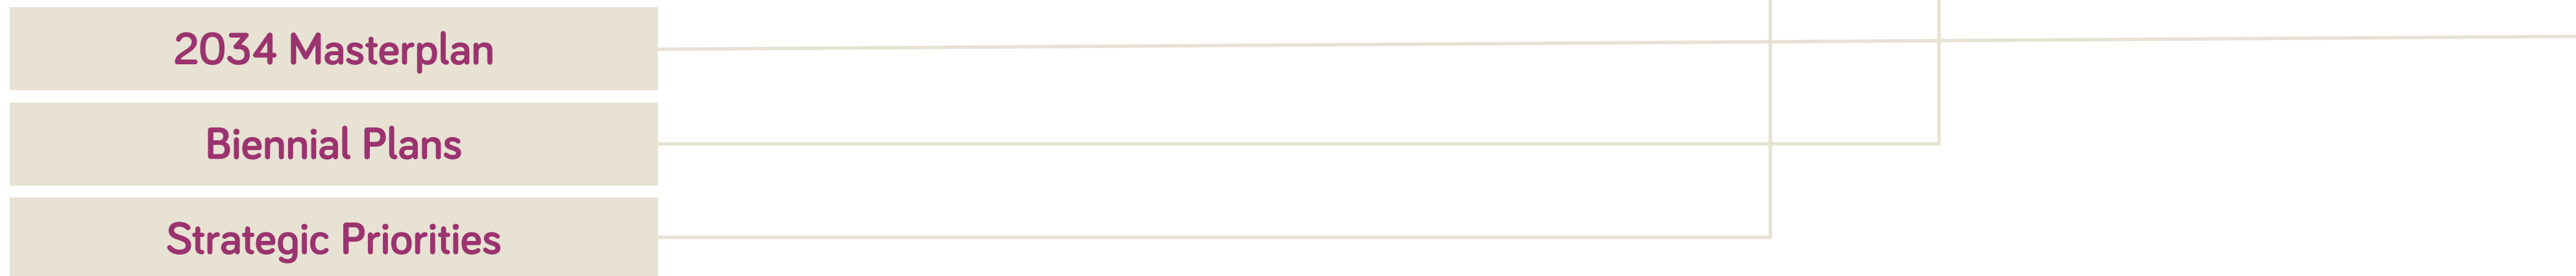 2034 Masterplan
Biennial Plans
Strategic Priorities